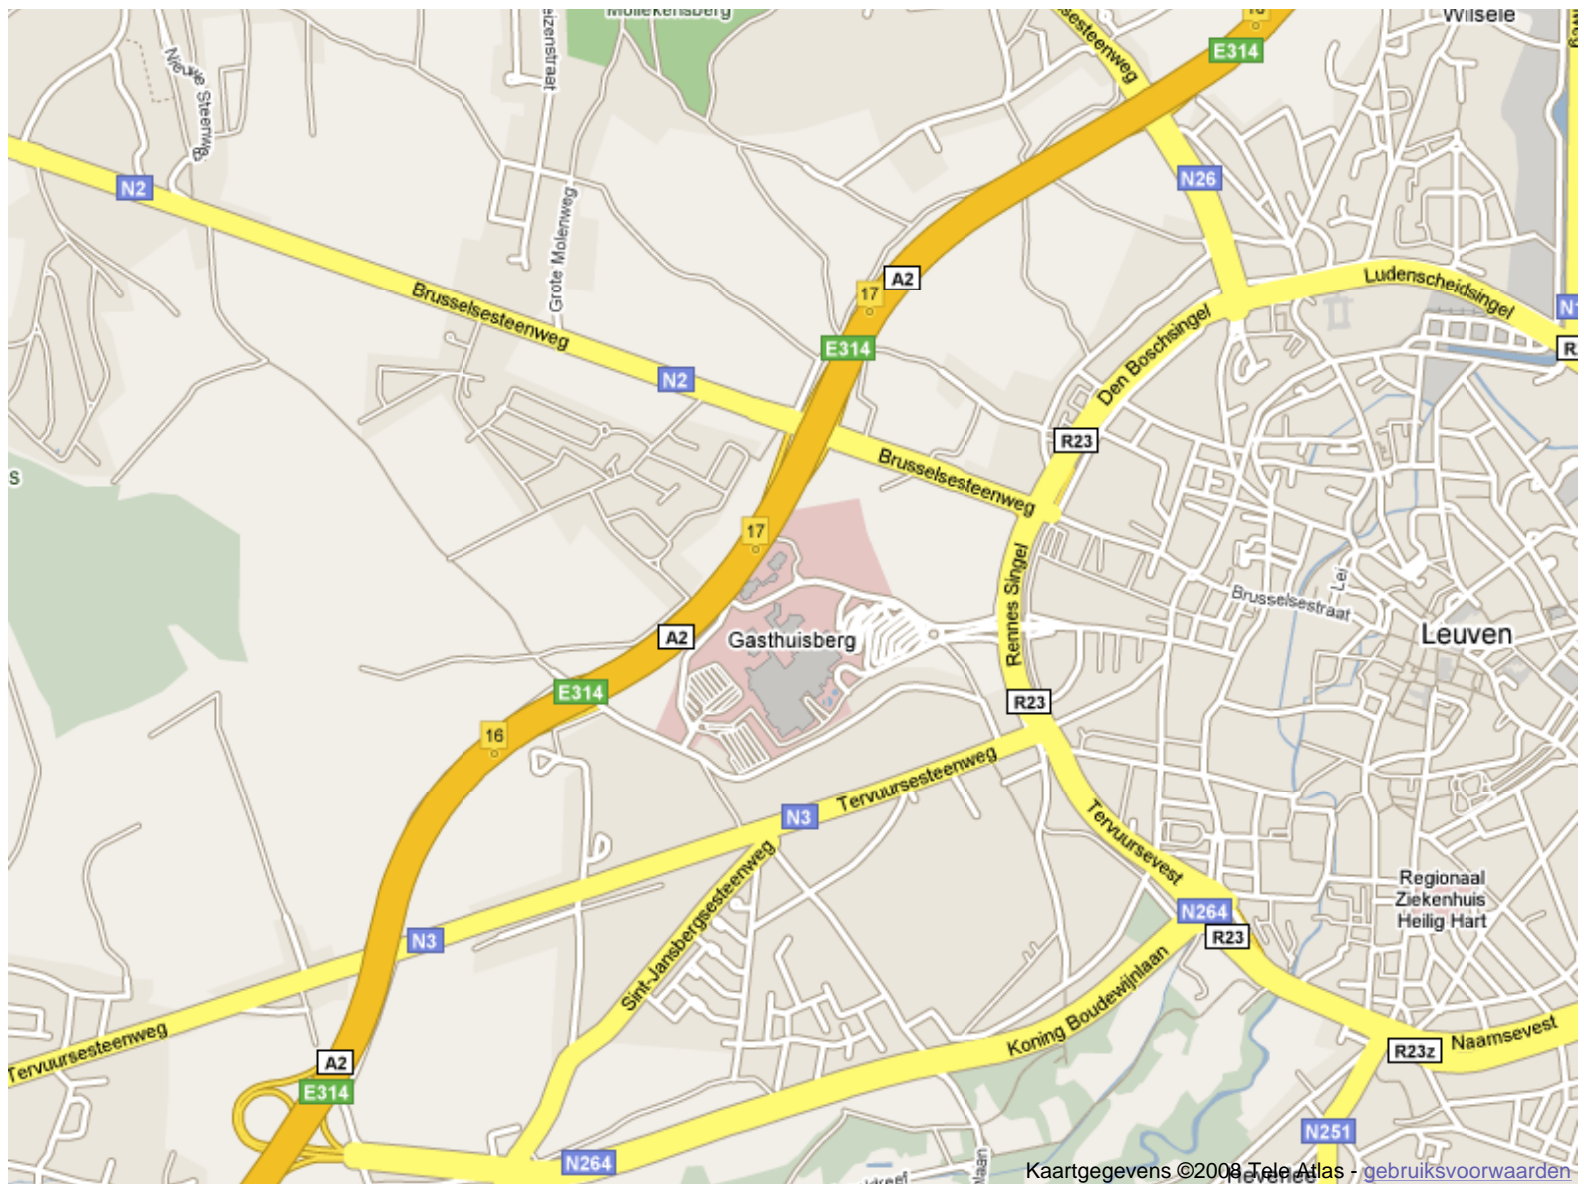 Mollekensberg
Wilsele
E314
Nieuwe Steenweg
N2
N26
Grote Molenweg
A2
17
Ludenscheidsingel
Brusselsesteenweg
E314
Den Boschsingel
N2
R23
Brusselsesteenweg
17
Rennes Singel
Lei
Brusselsestraat
A2
Gasthuisberg
Leuven
E314
R23
16
Tervuursesteenweg
N3
Tervuursevest
Sint-Jansbergsesteenweg
Regionaal
Ziekenhuis
Heilig Hart
N264
R23
N3
Koning Boudewijnlaan
Tervuursesteenweg
Naamsevest
R23z
A2
E314
N251
N264
Kaartgegevens ©2008 Tele Atlas - gebruiksvoorwaarden